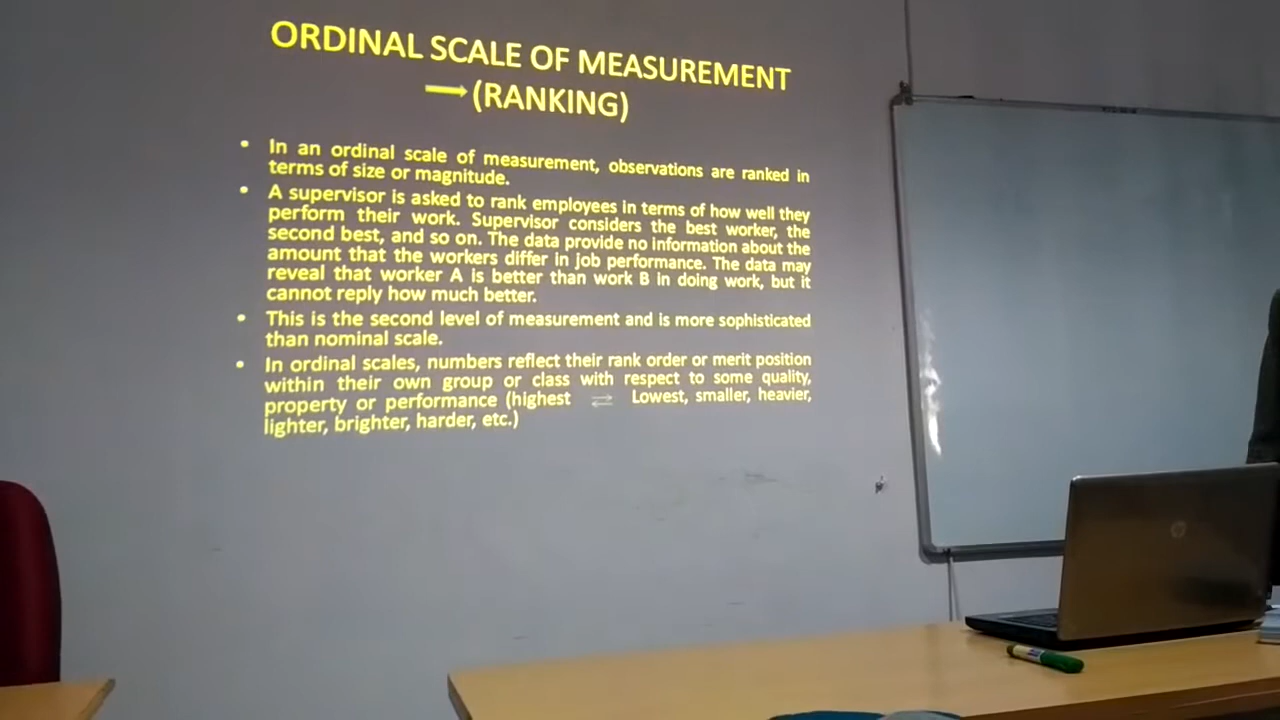 ORDINAL SCALE OF MEASUREMENT
→(RANKING)
• In an ordinal scale of measurement, observations are ranked in
terms of size or magnitude.
• A supervisor is asked to rank employees in terms of how well they
perform their work. Supervisor considers the best worker, the
second best, and so on. The data provide no information about the
amount that the workers differ in job performance. The data may
reveal that worker A is better than work B in doing work, but it
cannot reply how much better.
• This is the second level of measurement and is more sophisticated
than nominal scale.
• In ordinal scales, numbers reflect their rank order or merit position
within their own group or class with respect to some quality,
property or performance (highest ⇄ Lowest, smaller, heavier,
lighter, brighter, harder, etc.)
hp